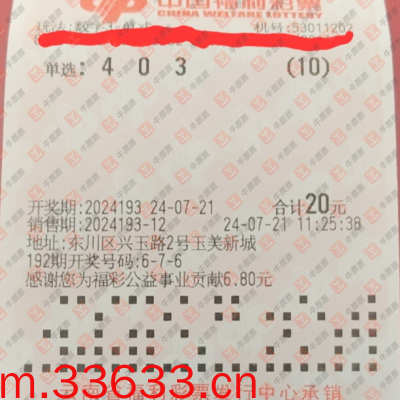 中国福利彩票
CHINA WELFARE LOTTERY
机号:53011202
单选: 4 0 3 (10)
开奖期:2024193 24-07-21 合计20元
销售期:2024193-12 24-07-21 11:25:38
地址:东川区兴玉路2号玉美新城
192期开奖号码:6-7-6
感谢您为福彩公益事业贡献6.80元
m.33633.cn
中心承销